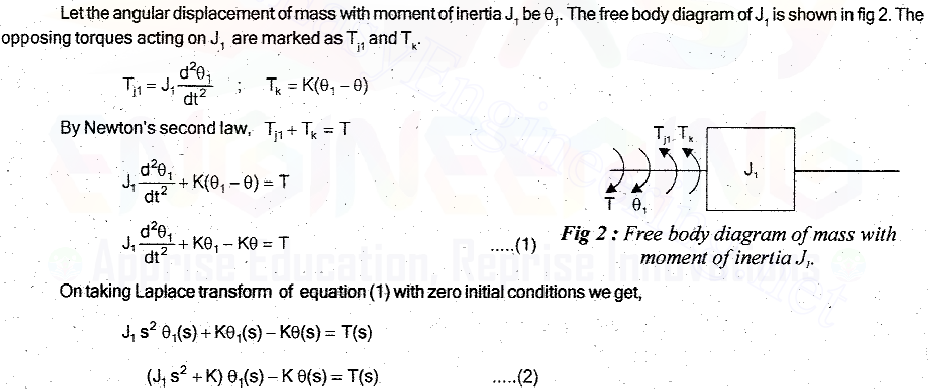 Let the angular displacement of mass with moment of inertia J₁ be θ₁. The free body diagram of J₁ is shown in fig 2. The
opposing torques acting on J₁ are marked as Tⱼ₁ and Tₖ.
Tⱼ₁ = J₁ d²θ₁/dt² ; Tₖ = K(θ₁ − θ)
By Newton's second law, Tⱼ₁ + Tₖ = T
J₁ d²θ₁/dt² + K(θ₁ − θ) = T
J₁ d²θ₁/dt² + Kθ₁ − Kθ = T .....(1)
Tⱼ₁ Tₖ
J₁
T θ₁
Fig 2 : Free body diagram of mass with
moment of inertia J₁.
On taking Laplace transform of equation (1) with zero initial conditions we get,
J₁ s² θ₁(s) + Kθ₁(s) − Kθ(s) = T(s)
(J₁ s² + K) θ₁(s) − K θ(s) = T(s) .....(2)